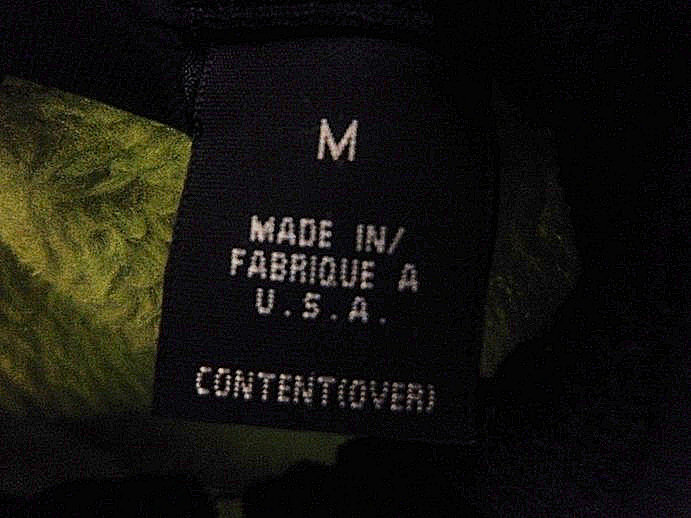 M
MADE IN/
FABRIQUE A
U.S.A.
CONTENT(OVER)